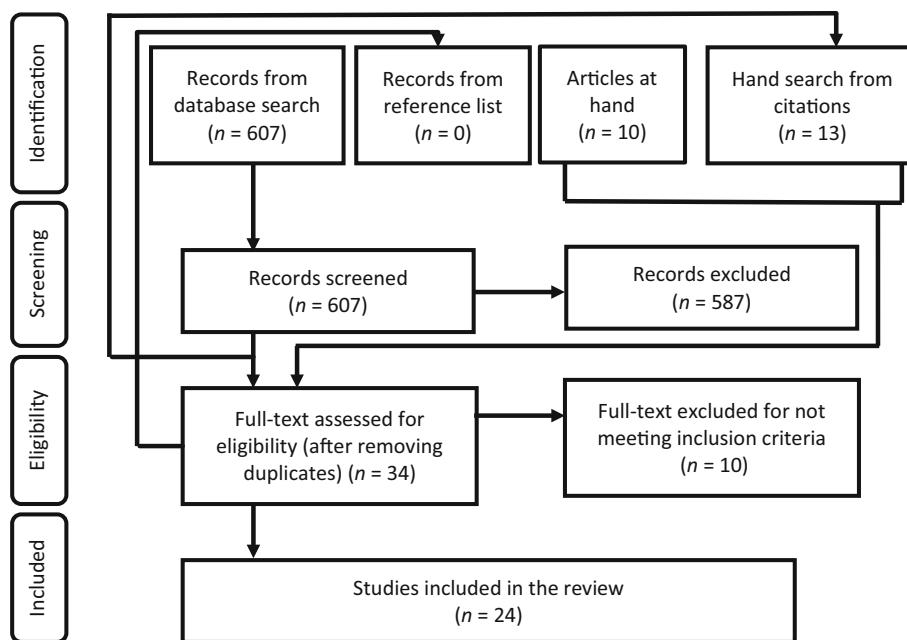 Identification
Records from
database search
(n = 607)
Records from
reference list
(n = 0)
Articles at
hand
(n = 10)
Hand search from
citations
(n = 13)
Screening
Records screened
(n = 607)
Records excluded
(n = 587)
Eligibility
Full-text assessed for
eligibility (after removing
duplicates) (n = 34)
Full-text excluded for not
meeting inclusion criteria
(n = 10)
Included
Studies included in the review
(n = 24)